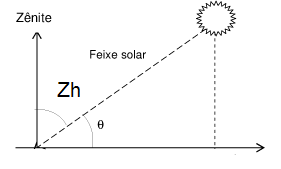 Zênite
Feixe solar
Zh
θ